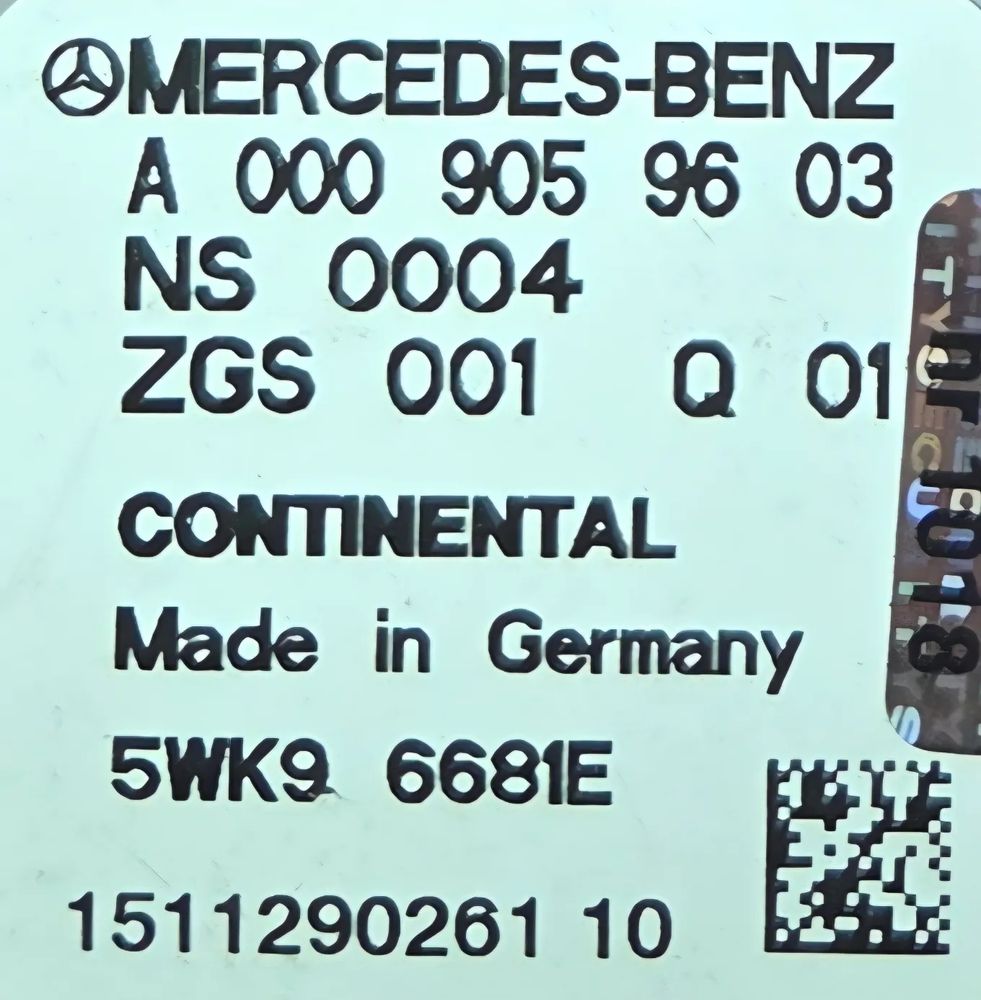 MERCEDES-BENZ
A 000 905 96 03
NS 0004
ZGS 001 Q 01
CONTINENTAL
Made in Germany
5WK9 6681E
1511290261 10